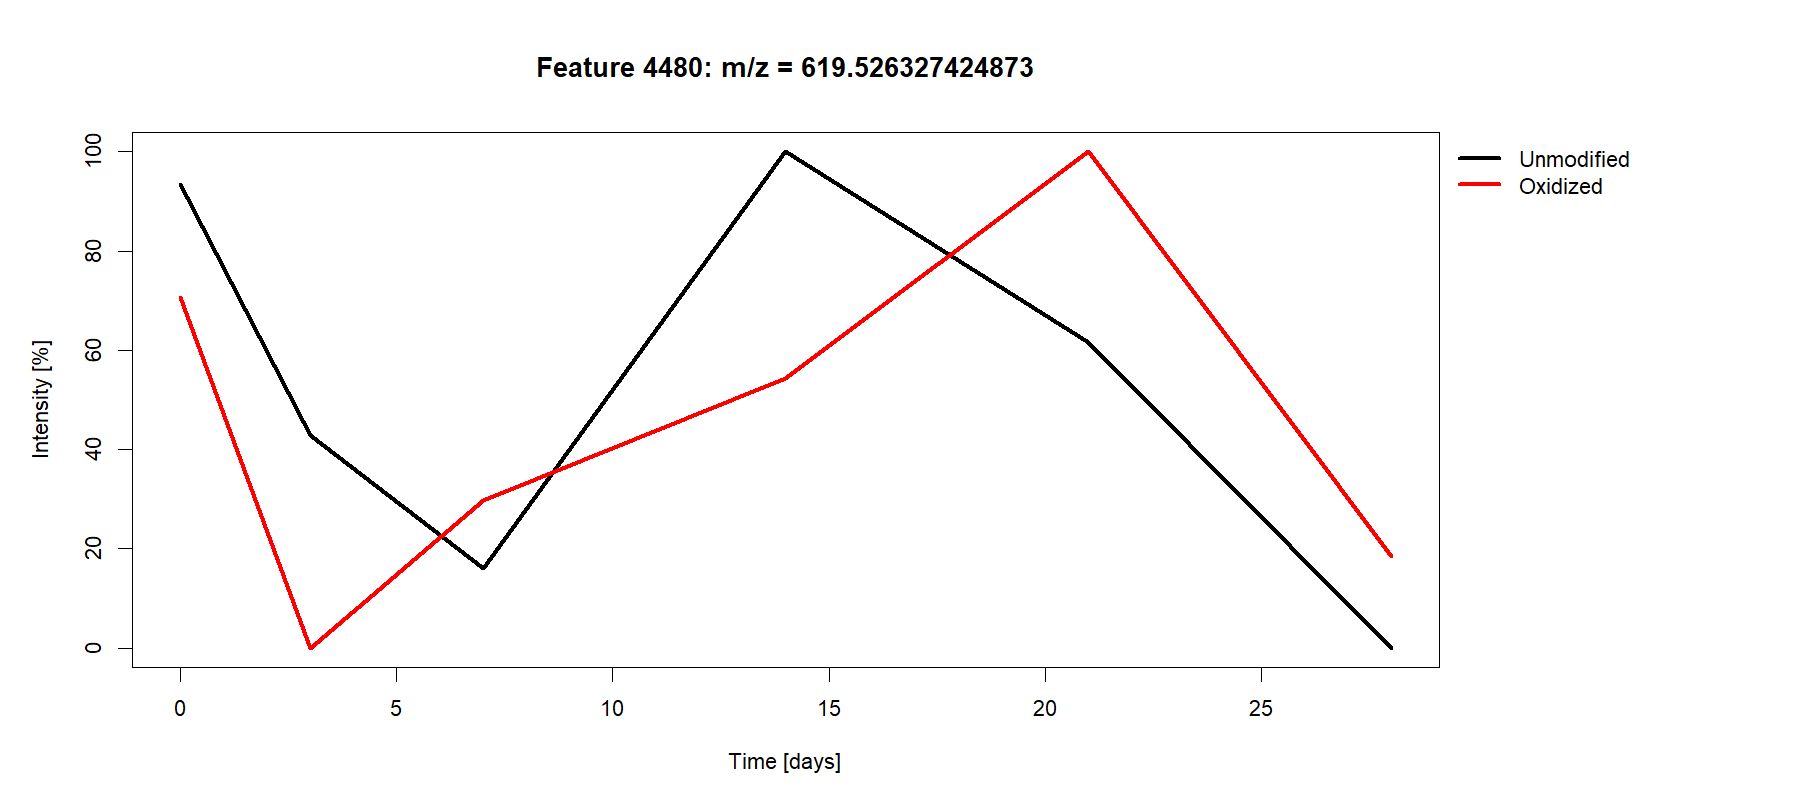 Feature 4480: m/z = 619.526327424873
Unmodified
Oxidized
Intensity [%]
100
80
60
40
20
0
0 5 10 15 20 25
Time [days]